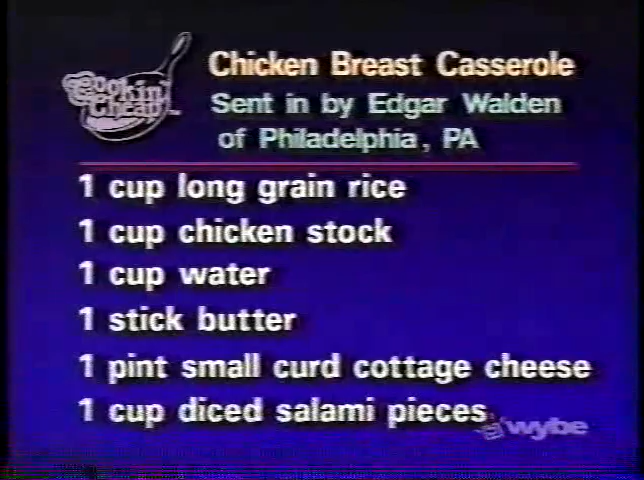 Cookin'
Cheap
Chicken Breast Casserole
Sent in by Edgar Walden
of Philadelphia, PA
1 cup long grain rice
1 cup chicken stock
1 cup water
1 stick butter
1 pint small curd cottage cheese
1 cup diced salami pieces
wybe